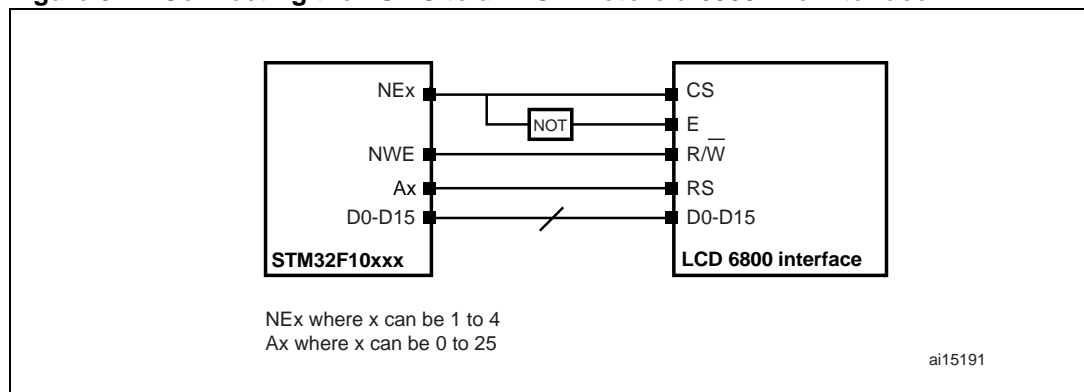 NEx CS
NOT E
NWE R/W̅
Ax RS
D0-D15 D0-D15
STM32F10xxx LCD 6800 interface
NEx where x can be 1 to 4
Ax where x can be 0 to 25
ai15191